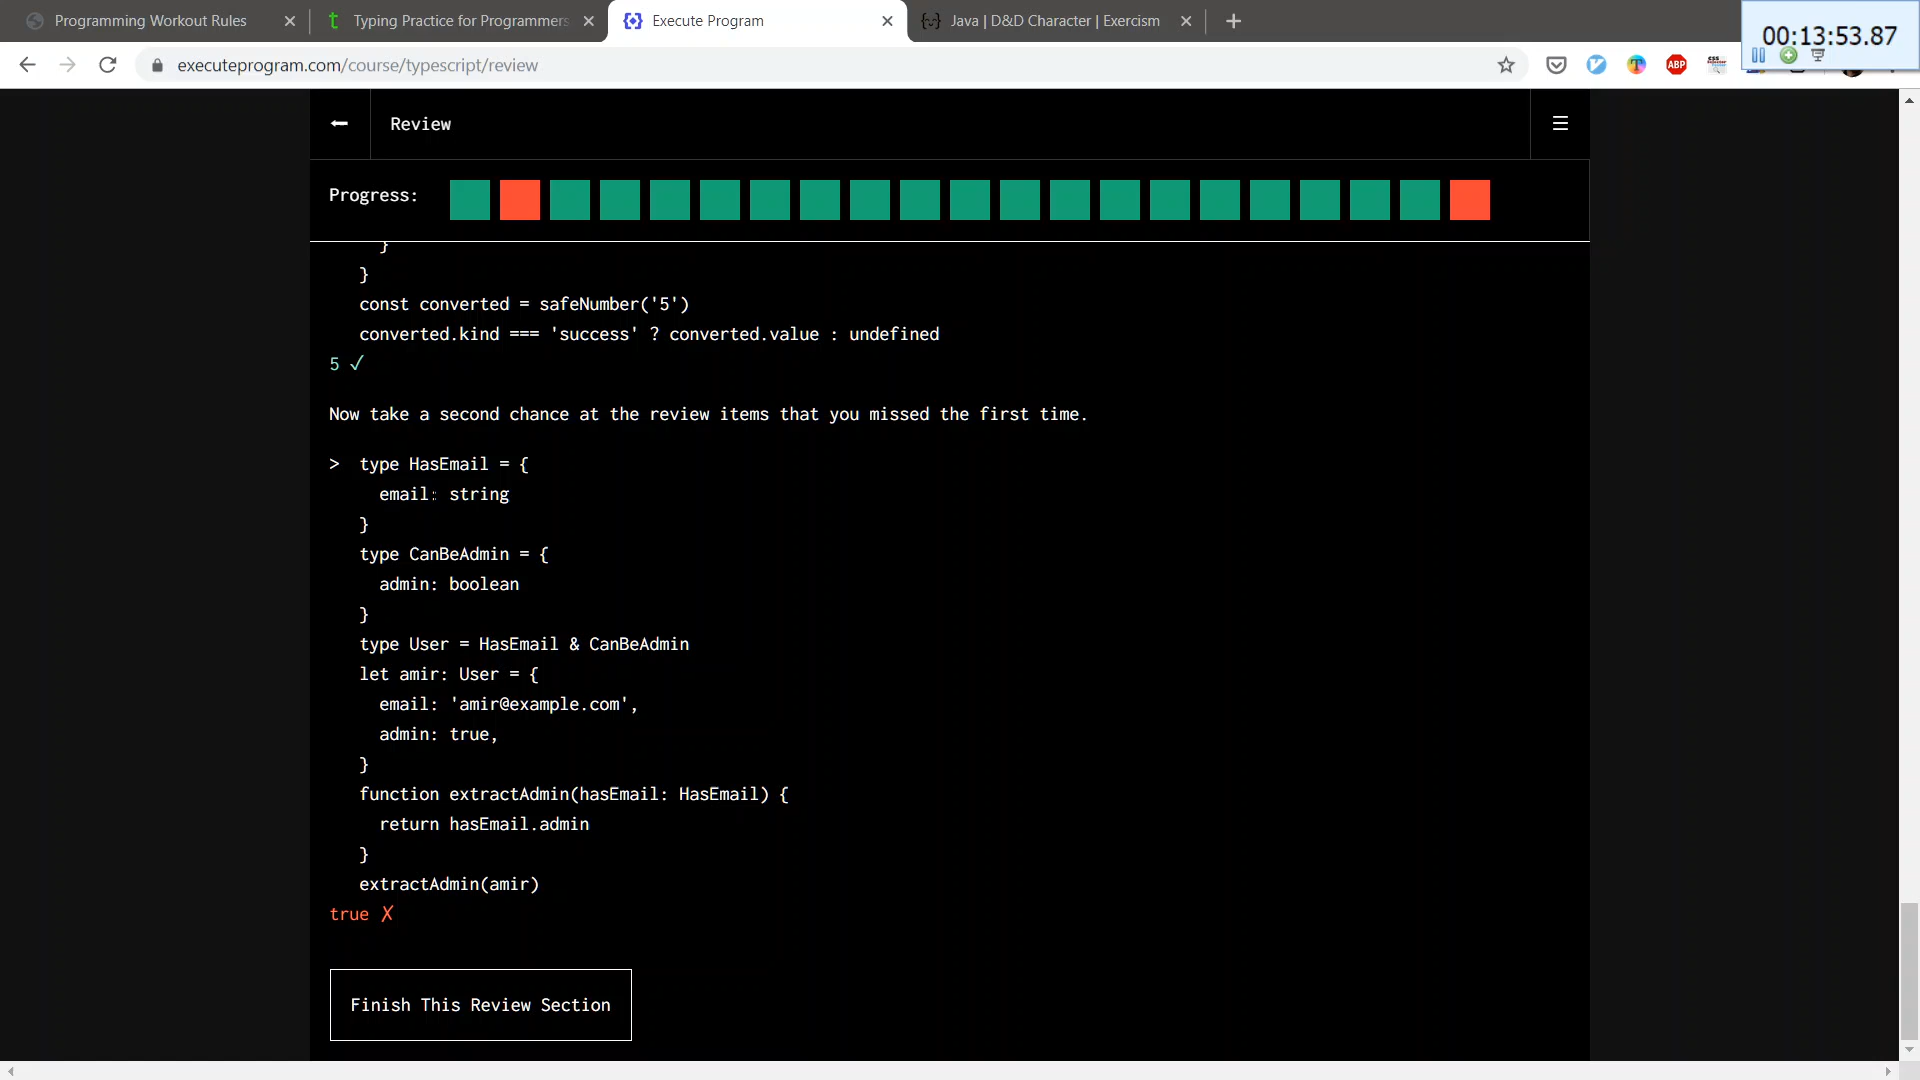 Programming Workout Rules
Typing Practice for Programmers
Execute Program
Java | D&D Character | Exercism
00:13:53.87
executeprogram.com/course/typescript/review
ABP
Review
Progress:
}
}
const converted = safeNumber('5')
converted.kind === 'success' ? converted.value : undefined
5 ✓
Now take a second chance at the review items that you missed the first time.
> type HasEmail = {
email: string
}
type CanBeAdmin = {
admin: boolean
}
type User = HasEmail & CanBeAdmin
let amir: User = {
email: 'amir@example.com',
admin: true,
}
function extractAdmin(hasEmail: HasEmail) {
return hasEmail.admin
}
extractAdmin(amir)
true ✗
Finish This Review Section